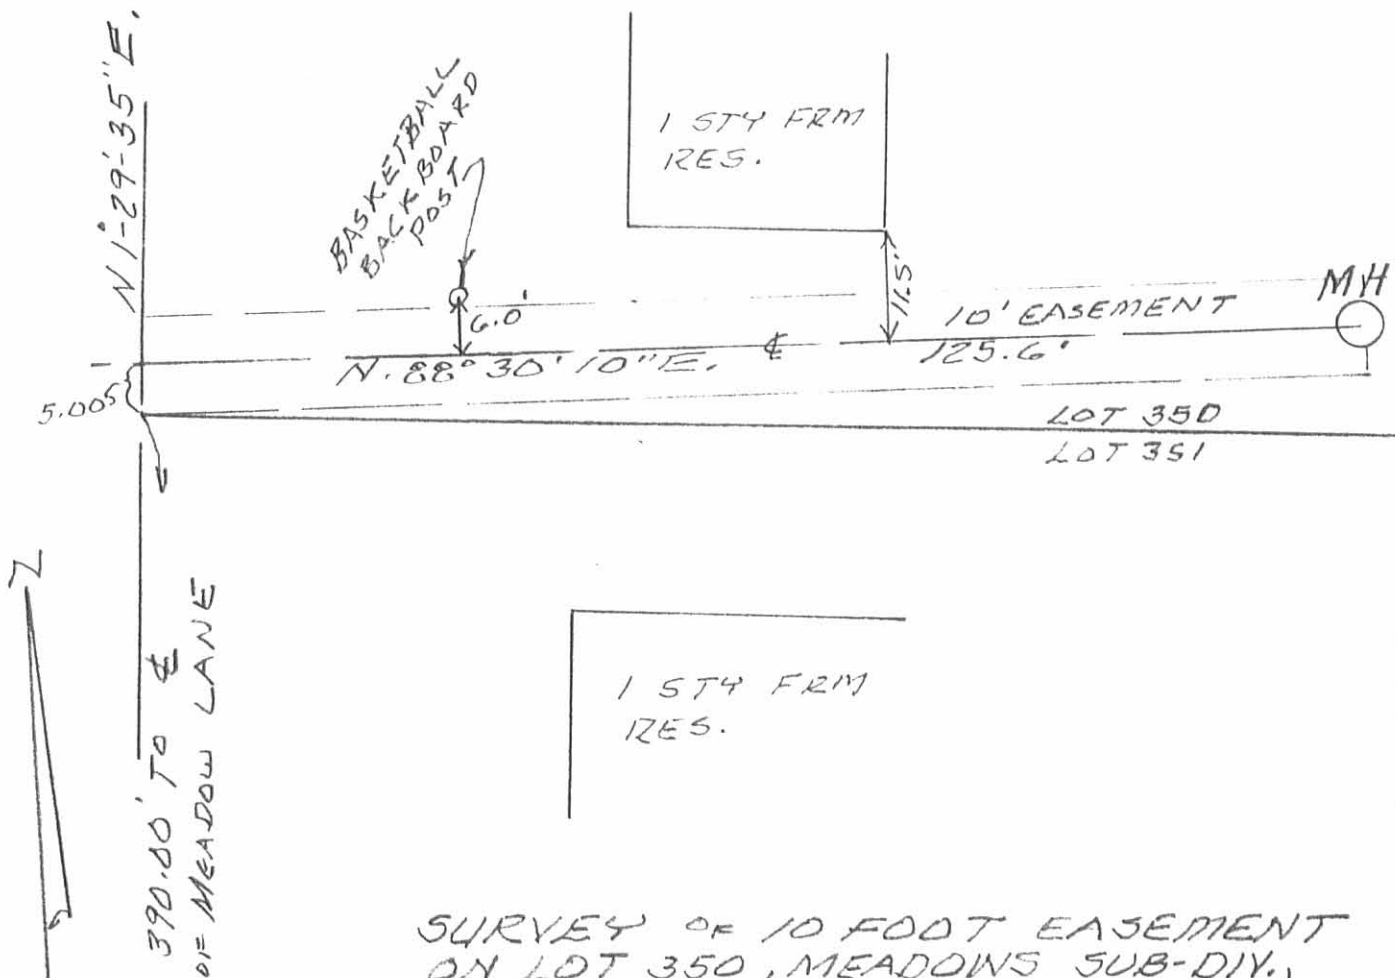 N 1°-29'-35" E.
BASKETBALL
BACK BOARD
POST
1 STY FRM
RES.
6.0'
11.5'
MH
10' EASEMENT
125.6'
N. 88° 30' 10" E.
℄
5.005
LOT 350
LOT 351
N
390.00' TO ℄
OF MEADOW LANE
1 STY FRM
RES.
SURVEY OF 10 FOOT EASEMENT
ON LOT 350, MEADOWS SUB-DIV.,